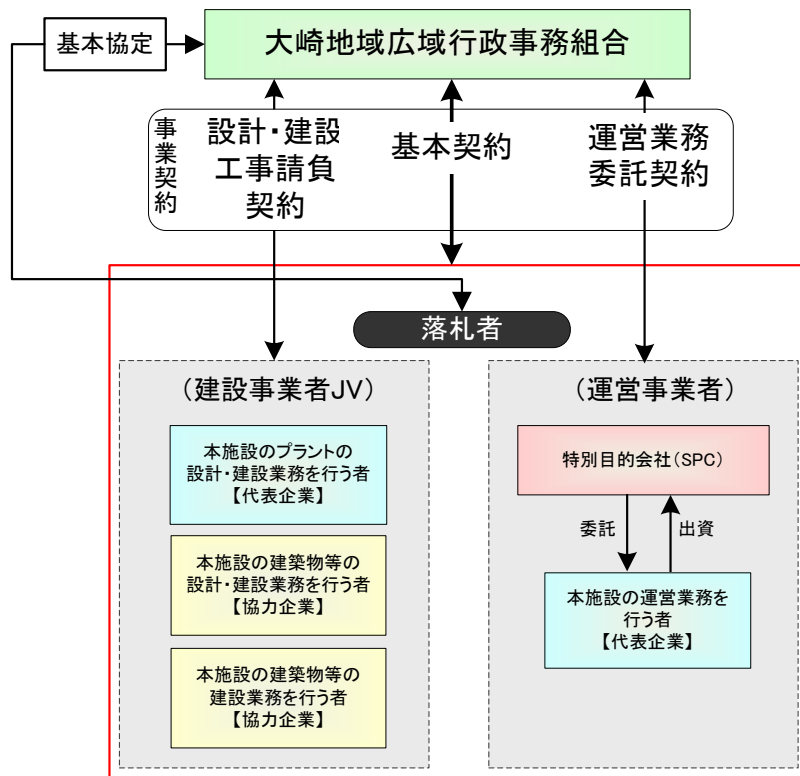 基本協定
大崎地域広域行政事務組合
事業契約
設計・建設
工事請負
契約
基本契約
運営業務
委託契約
落札者
（建設事業者JV）
本施設のプラントの
設計・建設業務を行う者
【代表企業】
本施設の建築物等の
設計・建設業務を行う者
【協力企業】
本施設の建築物等の
建設業務を行う者
【協力企業】
（運営事業者）
特別目的会社（SPC）
委託
出資
本施設の運営業務を
行う者
【代表企業】